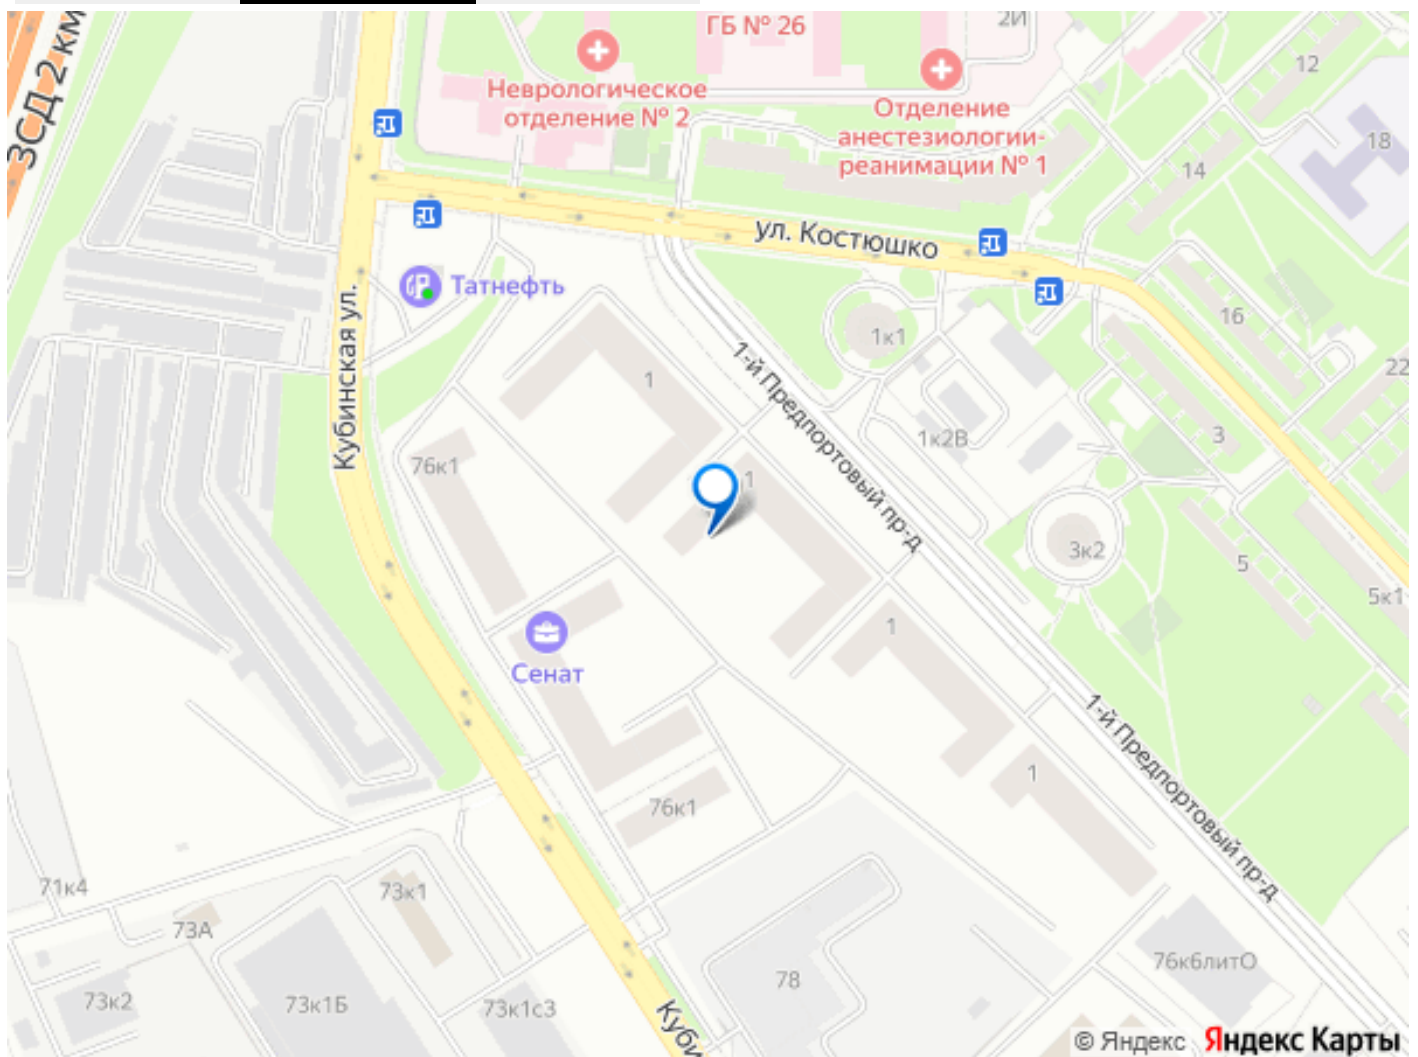 ГБ№ 26
2И
ЗСД 2 км
12
Неврологическое
отделение № 2
Отделение
анестезиологии-
реанимации № 1
18
14
ул. Костюшко
Татнефть
Кубинская ул.
16
1к1
1-й Предпортовый пр-д
22
1
1к2В
3
76к1
1
3к2
5
5к1
Сенат
1
1-й Предпортовый пр-д
1
76к1
71к4
73к1
73А
76к6литО
78
73к2
73к1Б
73к1с3
Куби
© Яндекс Яндекс Карты